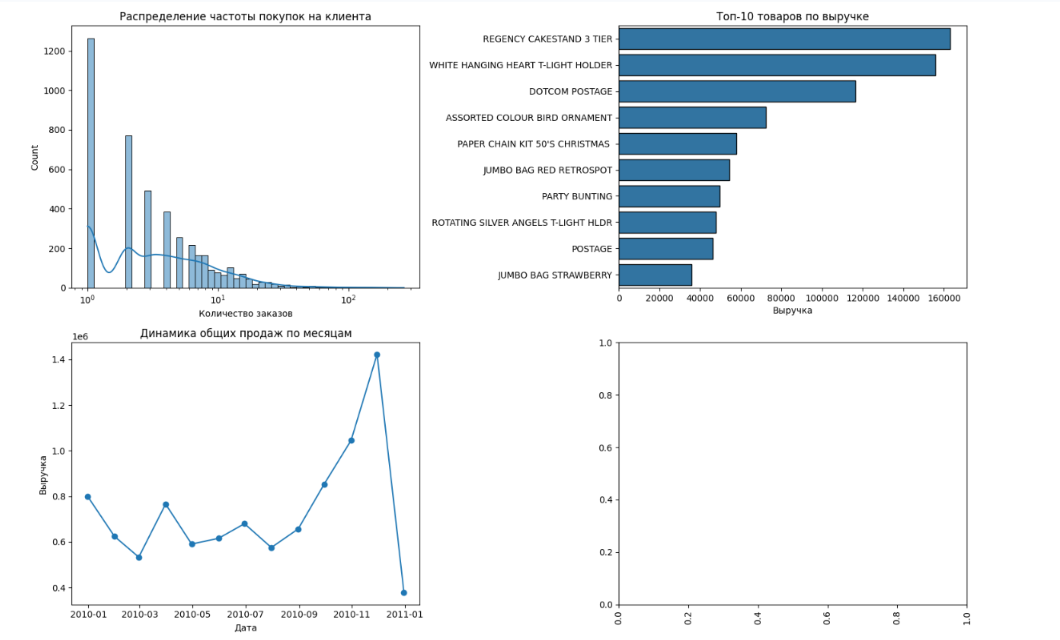 Распределение частоты покупок на клиента
Count
1200
1000
800
600
400
200
0
10⁰
10¹
10²
Количество заказов
Топ-10 товаров по выручке
REGENCY CAKESTAND 3 TIER
WHITE HANGING HEART T-LIGHT HOLDER
DOTCOM POSTAGE
ASSORTED COLOUR BIRD ORNAMENT
PAPER CHAIN KIT 50'S CHRISTMAS
JUMBO BAG RED RETROSPOT
PARTY BUNTING
ROTATING SILVER ANGELS T-LIGHT HLDR
POSTAGE
JUMBO BAG STRAWBERRY
0 20000 40000 60000 80000 100000 120000 140000 160000
Выручка
Динамика общих продаж по месяцам
1e6
Выручка
1.4
1.2
1.0
0.8
0.6
0.4
2010-01 2010-03 2010-05 2010-07 2010-09 2010-11 2011-01
Дата
1.0
0.8
0.6
0.4
0.2
0.0
0.0 0.2 0.4 0.6 0.8 1.0